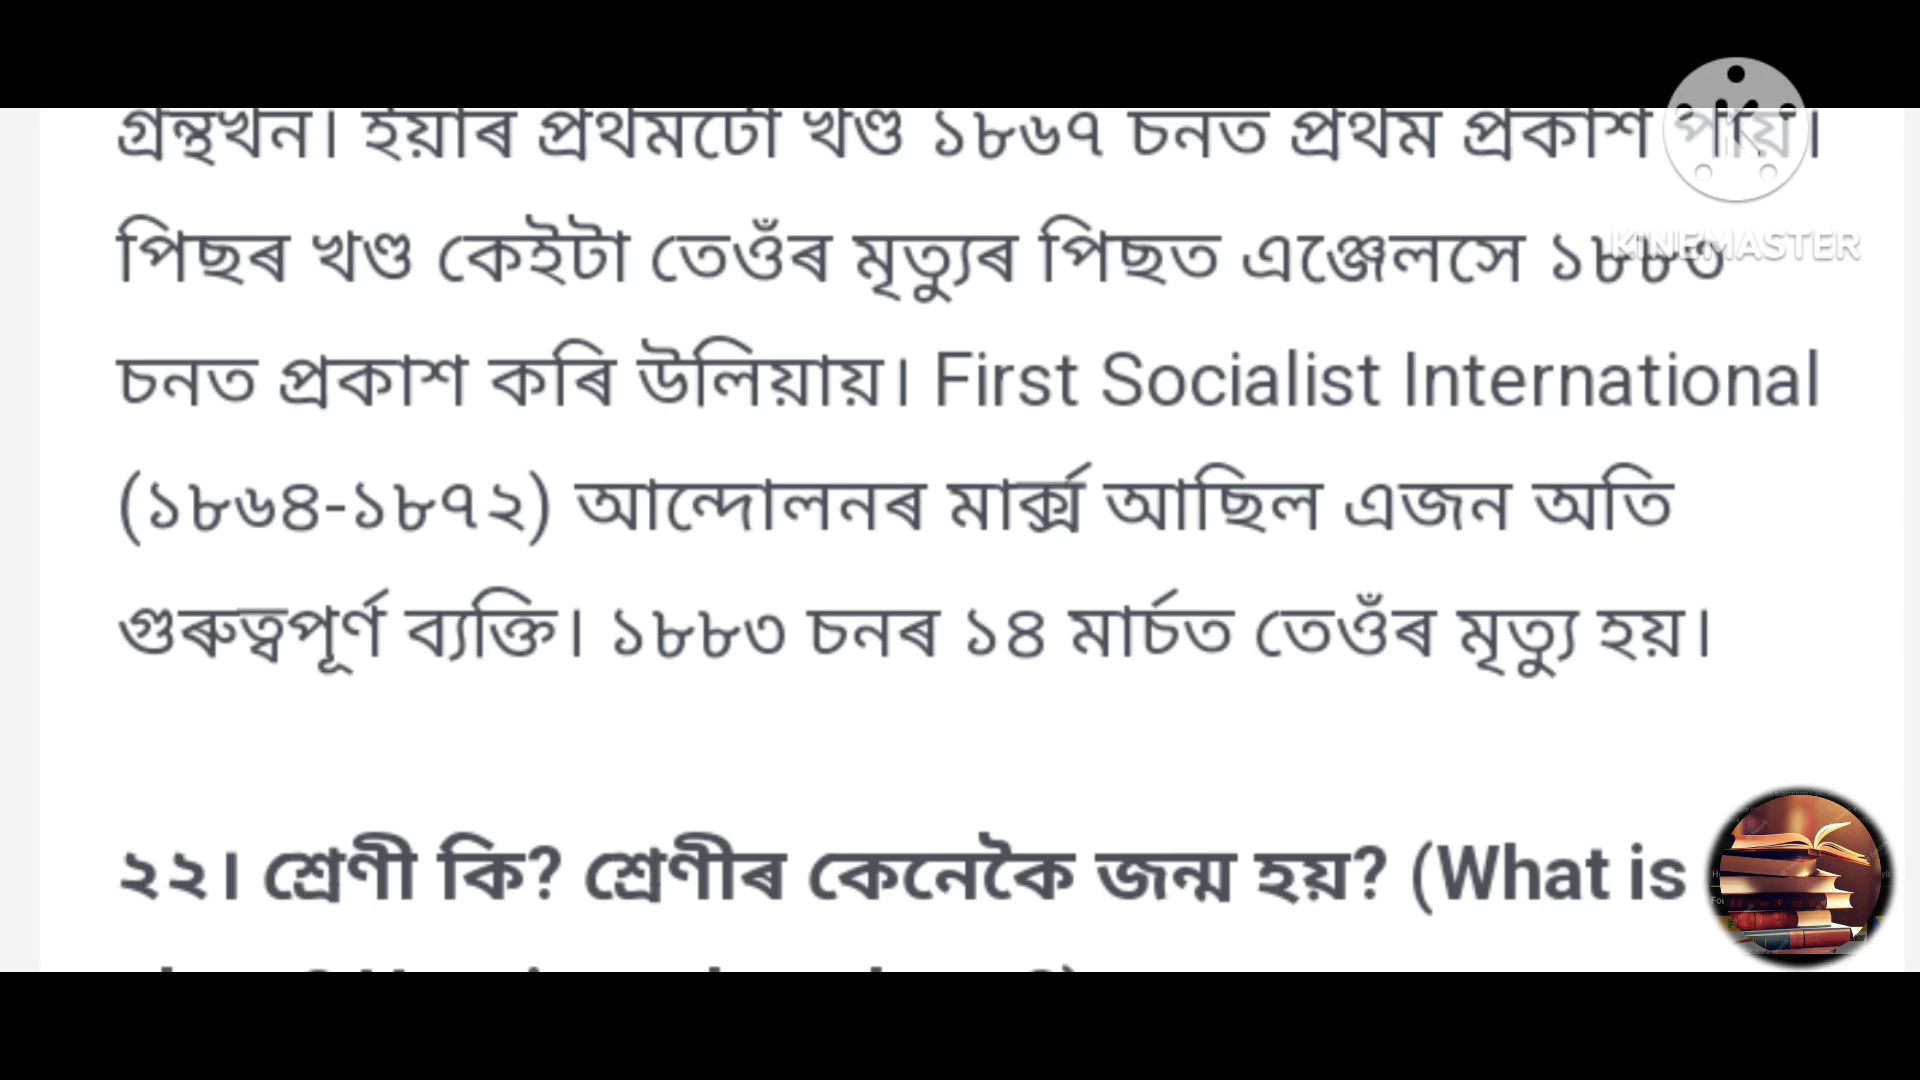 গ্ৰন্থখন। ইয়াৰ প্ৰথমটো খণ্ড ১৮৬৭ চনত প্ৰথম প্ৰকাশ পায়।
পিছৰ খণ্ড কেইটা তেওঁৰ মৃত্যুৰ পিছত এঞ্জেলসে ১৮৮৩
KINEMASTER
চনত প্ৰকাশ কৰি উলিয়ায়। First Socialist International
(১৮৬৪-১৮৭২) আন্দোলনৰ মাৰ্ক্স আছিল এজন অতি
গুৰুত্বপূৰ্ণ ব্যক্তি। ১৮৮৩ চনৰ ১৪ মাৰ্চত তেওঁৰ মৃত্যু হয়।
২২। শ্ৰেণী কি? শ্ৰেণীৰ কেনেকৈ জন্ম হয়? (What is